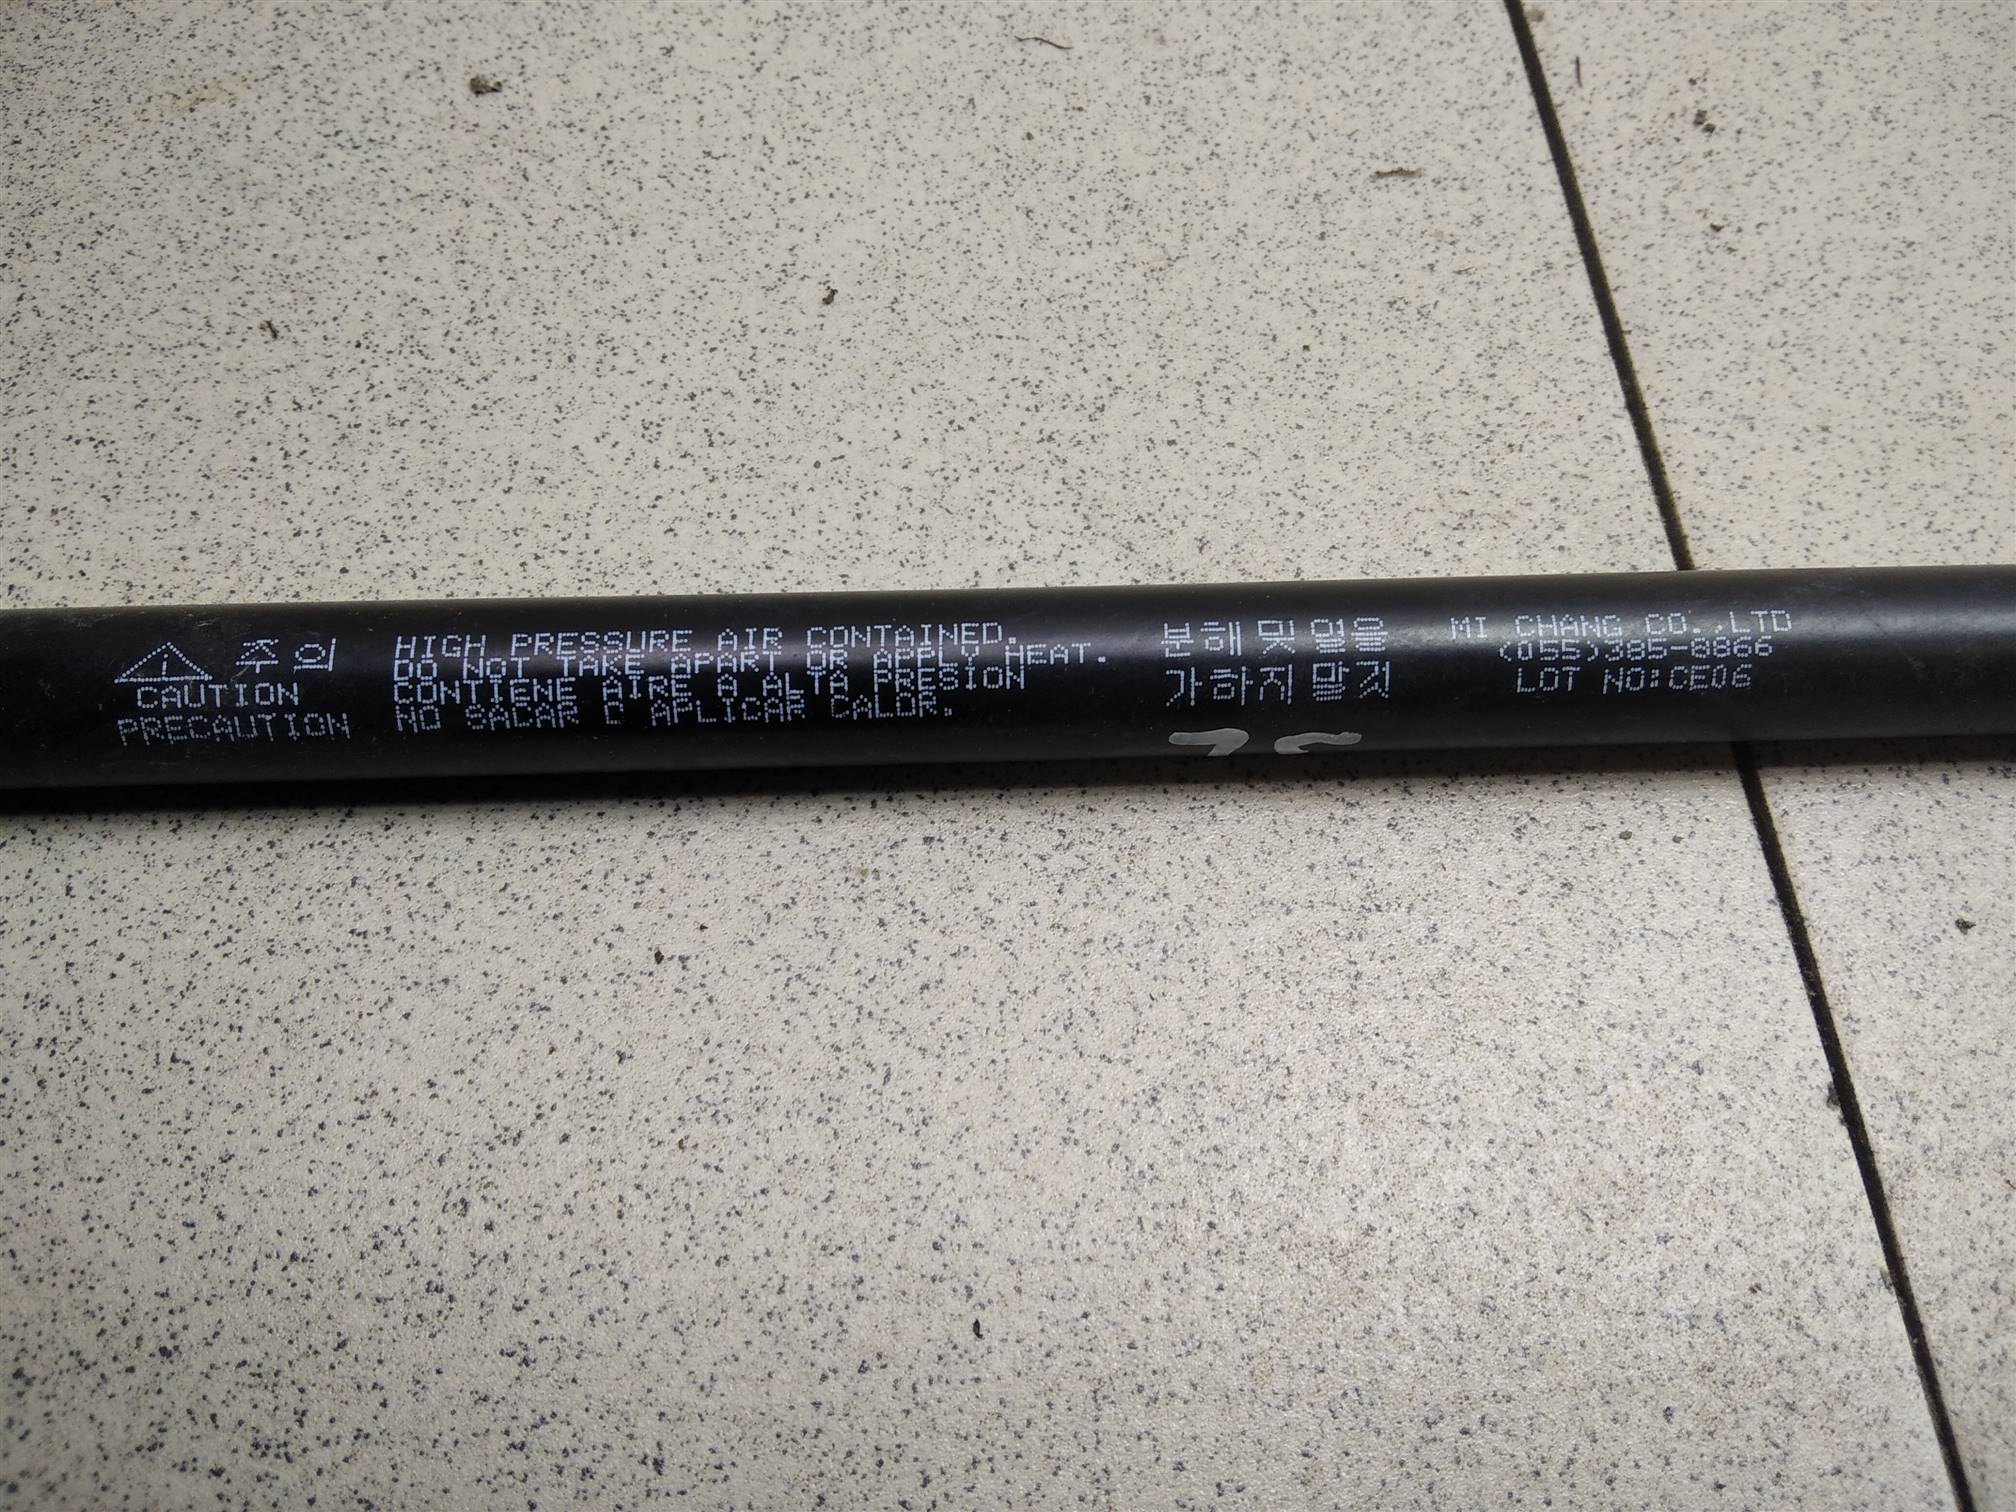 주의
CAUTION
PRECAUTION
HIGH PRESSURE AIR CONTAINED.
DO NOT TAKE APART OR APPLY HEAT.
CONTIENE AIRE A ALTA PRESION
NO SACAR O APLICAR CALOR.
분해 및 열을
가하지 말것
MI CHANG CO.,LTD
(055)385-8866
LOT NO:CE06